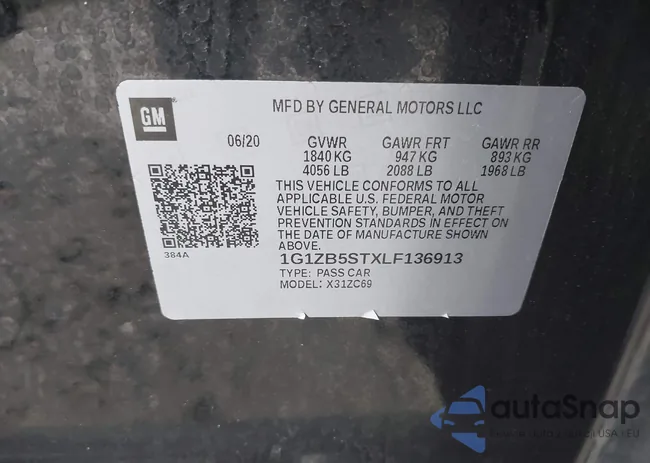 GM
MFD BY GENERAL MOTORS LLC
06/20 GVWR GAWR FRT GAWR RR
1840 KG 947 KG 893 KG
4056 LB 2088 LB 1968 LB
THIS VEHICLE CONFORMS TO ALL
APPLICABLE U.S. FEDERAL MOTOR
VEHICLE SAFETY, BUMPER, AND THEFT
PREVENTION STANDARDS IN EFFECT ON
THE DATE OF MANUFACTURE SHOWN
ABOVE.
384A
1G1ZB5STXLF136913
TYPE: PASS CAR
MODEL: X31ZC69
autoSnap
USA
EU